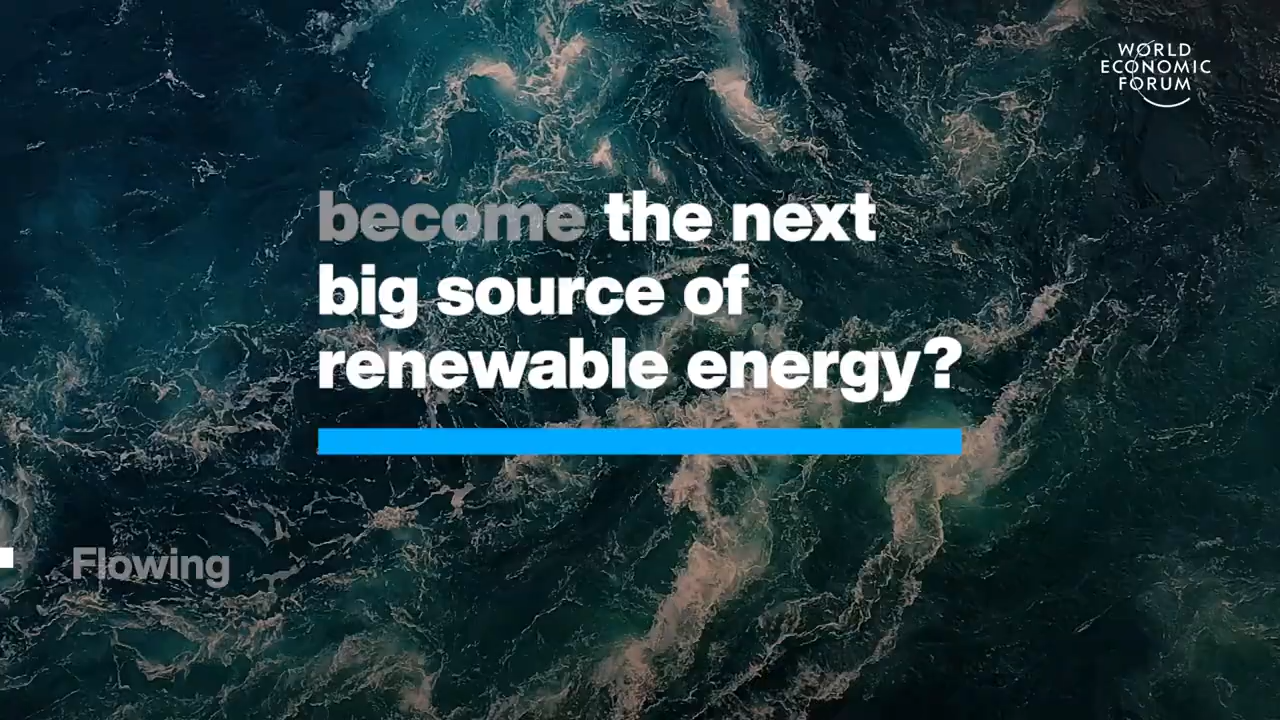 WORLD
ECONOMIC
FORUM
become the next
big source of
renewable energy?
Flowing